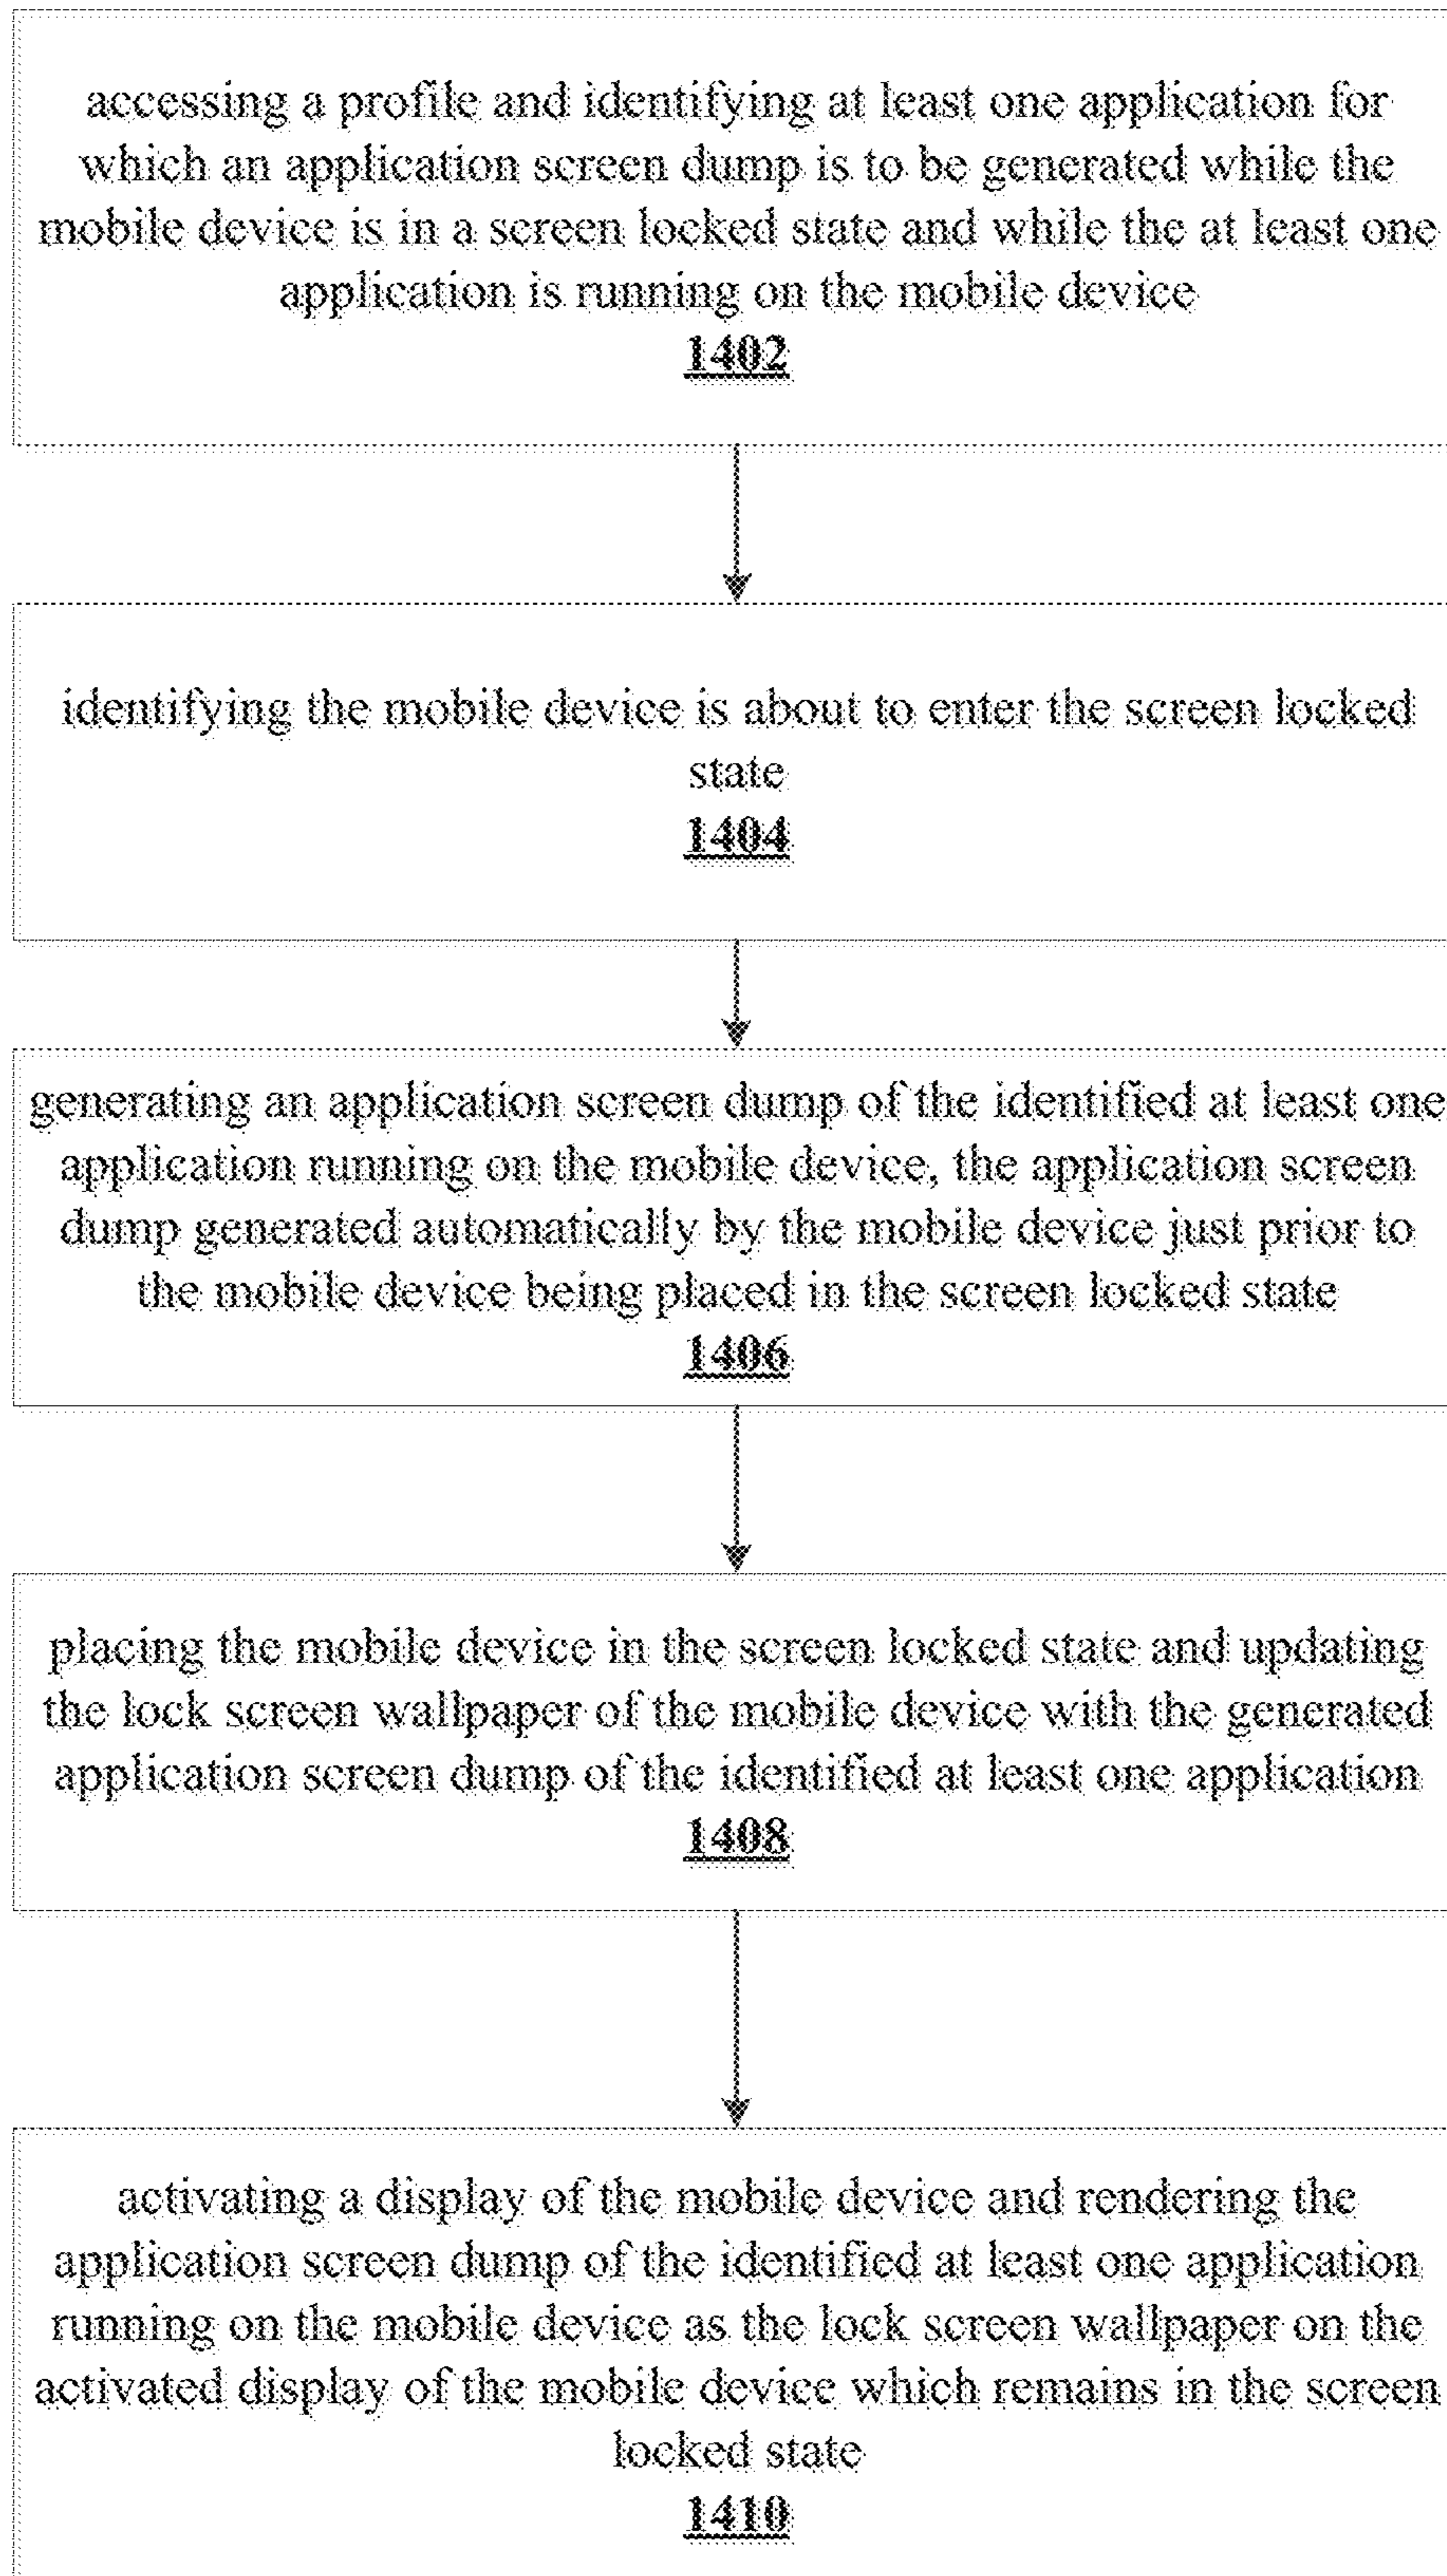 accessing a profile and identifying at least one application for
which an application screen dump is to be generated while the
mobile device is in a screen locked state and while the at least one
application is running on the mobile device
1402
identifying the mobile device is about to enter the screen locked
state
1404
generating an application screen dump of the identified at least one
application running on the mobile device, the application screen
dump generated automatically by the mobile device just prior to
the mobile device being placed in the screen locked state
1406
placing the mobile device in the screen locked state and updating
the lock screen wallpaper of the mobile device with the generated
application screen dump of the identified at least one application
1408
activating a display of the mobile device and rendering the
application screen dump of the identified at least one application
running on the mobile device as the lock screen wallpaper on the
activated display of the mobile device which remains in the screen
locked state
1410